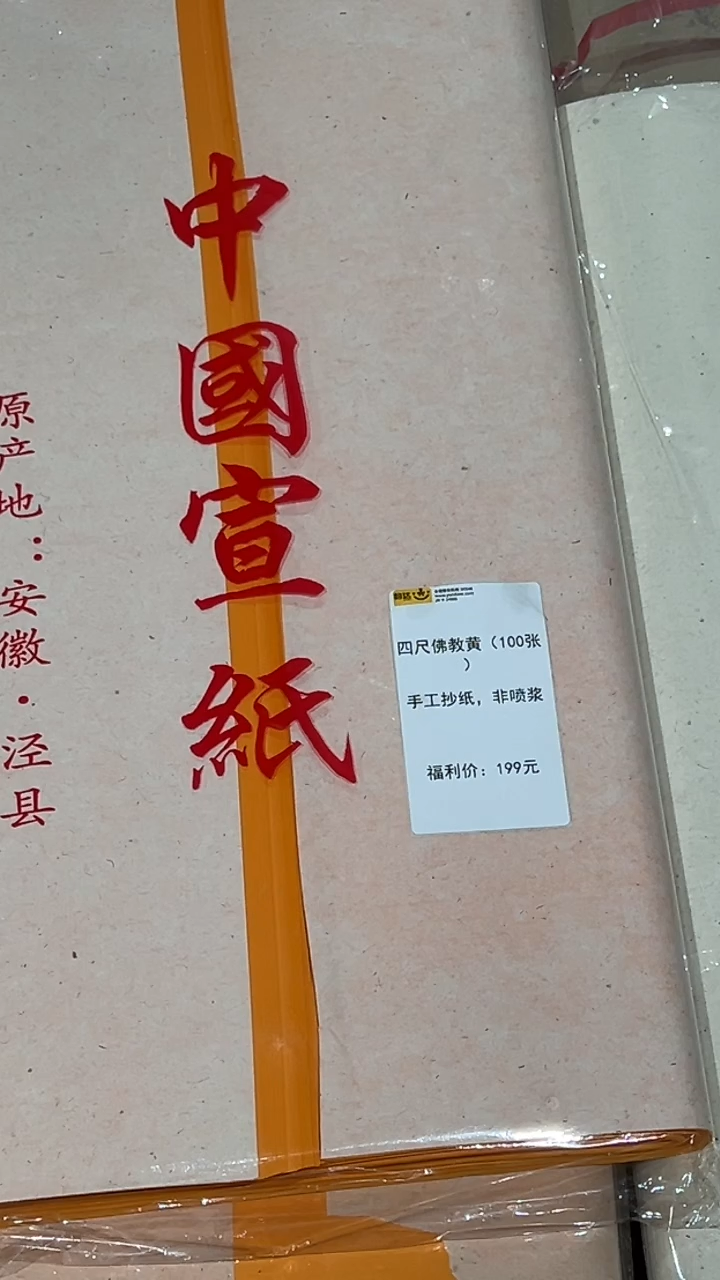 中國宣紙
原产地：安徽·泾县
四尺佛教黄（100张
）
手工抄纸，非喷浆
福利价：199元